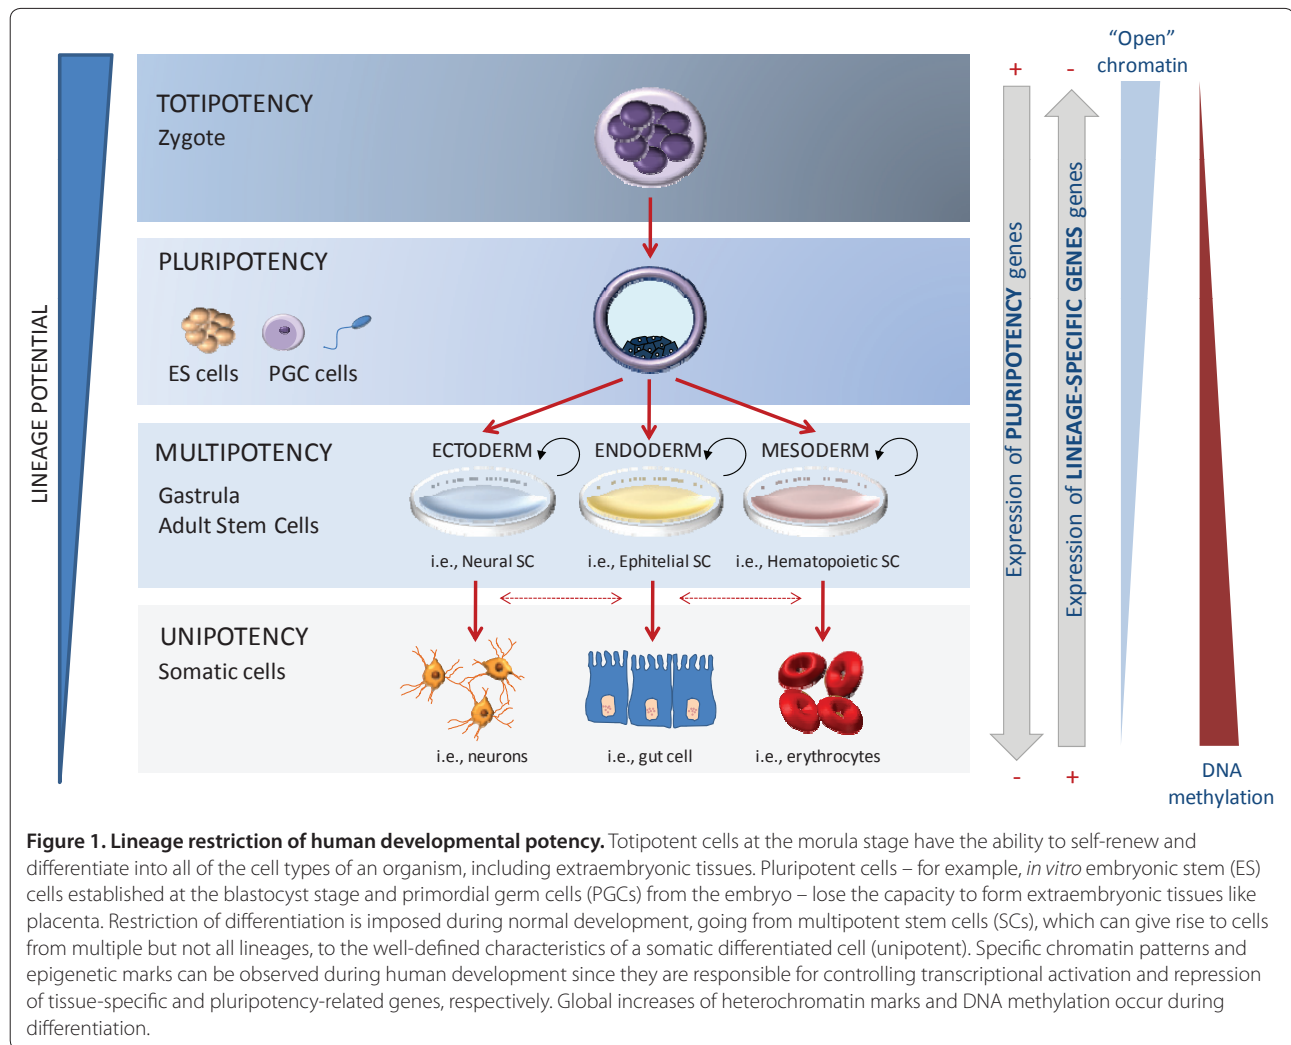 LINEAGE POTENTIAL
TOTIPOTENCY
Zygote
PLURIPOTENCY
ES cells
PGC cells
MULTIPOTENCY
Gastrula
Adult Stem Cells
ECTODERM
ENDODERM
MESODERM
i.e., Neural SC
i.e., Ephitelial SC
i.e., Hematopoietic SC
UNIPOTENCY
Somatic cells
i.e., neurons
i.e., gut cell
i.e., erythrocytes
+
-
Expression of PLURIPOTENCY genes
Expression of LINEAGE-SPECIFIC GENES genes
-
+
“Open”
chromatin
DNA
methylation
Figure 1. Lineage restriction of human developmental potency. Totipotent cells at the morula stage have the ability to self-renew and
differentiate into all of the cell types of an organism, including extraembryonic tissues. Pluripotent cells – for example, in vitro embryonic stem (ES)
cells established at the blastocyst stage and primordial germ cells (PGCs) from the embryo – lose the capacity to form extraembryonic tissues like
placenta. Restriction of differentiation is imposed during normal development, going from multipotent stem cells (SCs), which can give rise to cells
from multiple but not all lineages, to the well-defined characteristics of a somatic differentiated cell (unipotent). Specific chromatin patterns and
epigenetic marks can be observed during human development since they are responsible for controlling transcriptional activation and repression
of tissue-specific and pluripotency-related genes, respectively. Global increases of heterochromatin marks and DNA methylation occur during
differentiation.